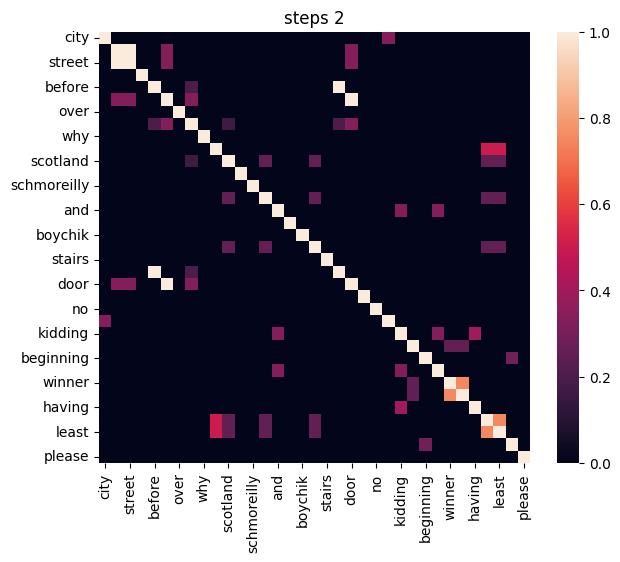 steps 2
city
street
before
over
why
scotland
schmoreilly
and
boychik
stairs
door
no
kidding
beginning
winner
having
least
please
1.0
0.8
0.6
0.4
0.2
0.0
city
street
before
over
why
scotland
schmoreilly
and
boychik
stairs
door
no
kidding
beginning
winner
having
least
please